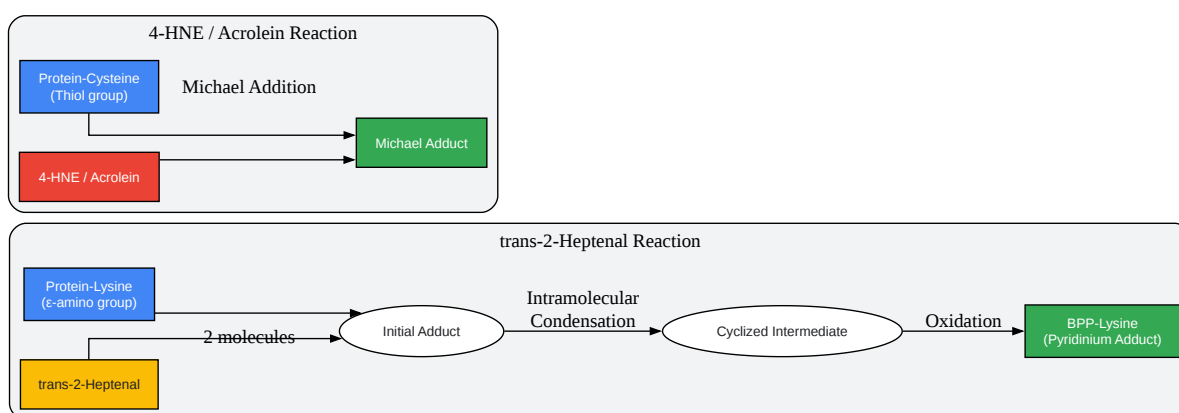 4-HNE / Acrolein Reaction
Protein-Cysteine
(Thiol group)
Michael Addition
Michael Adduct
4-HNE / Acrolein
trans-2-Heptenal Reaction
Protein-Lysine
(ε-amino group)
2 molecules
trans-2-Heptenal
Initial Adduct
Intramolecular
Condensation
Cyclized Intermediate
Oxidation
BPP-Lysine
(Pyridinium Adduct)